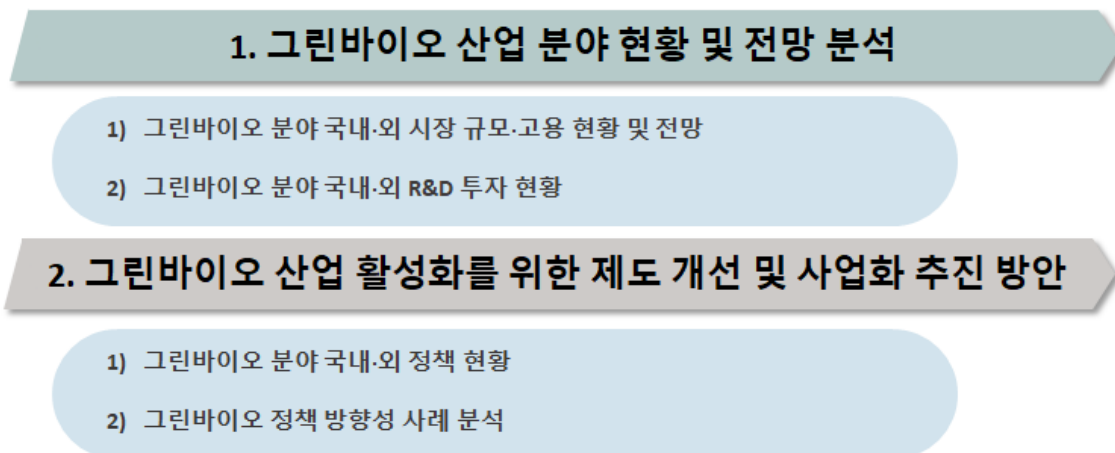 1. 그린바이오 산업 분야 현황 및 전망 분석
1) 그린바이오 분야 국내·외 시장 규모·고용 현황 및 전망
2) 그린바이오 분야 국내·외 R&D 투자 현황
2. 그린바이오 산업 활성화를 위한 제도 개선 및 사업화 추진 방안
1) 그린바이오 분야 국내·외 정책 현황
2) 그린바이오 정책 방향성 사례 분석